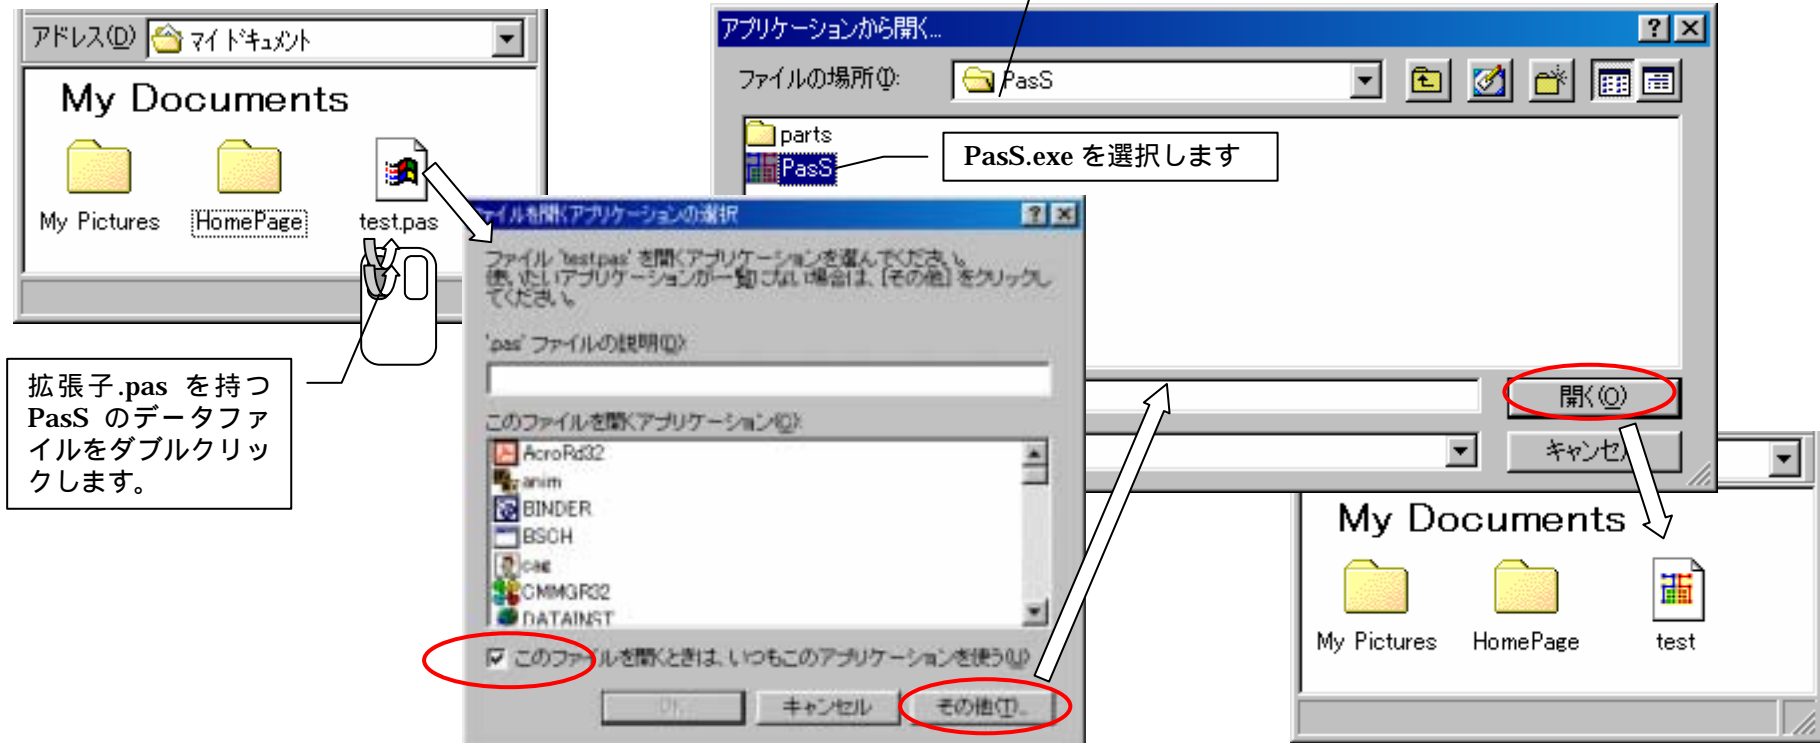 アドレス(D)
マイ ドキュメント
My Documents
My Pictures
HomePage
test.pas
拡張子.pas を持つ
PasS のデータファ
イルをダブルクリッ
クします。
ファイルを開くアプリケーションの選択
ファイル 'test.pas' を開くアプリケーションを選んでください。
使いたいアプリケーションが一覧にない場合は、[その他] をクリックし
てください。
'.pas' ファイルの説明(D):
このファイルを開くアプリケーション(C):
AcroRd32
anim
BINDER
BSCH
cag
CMMGR32
DATAINST
このファイルを開くときは、いつもこのアプリケーションを使う(U)
OK
キャンセル
その他(T)...
アプリケーションから開く...
ファイルの場所(I):
PasS
parts
PasS
PasS.exe を選択します
開く(O)
キャンセル
My Documents
My Pictures
HomePage
test